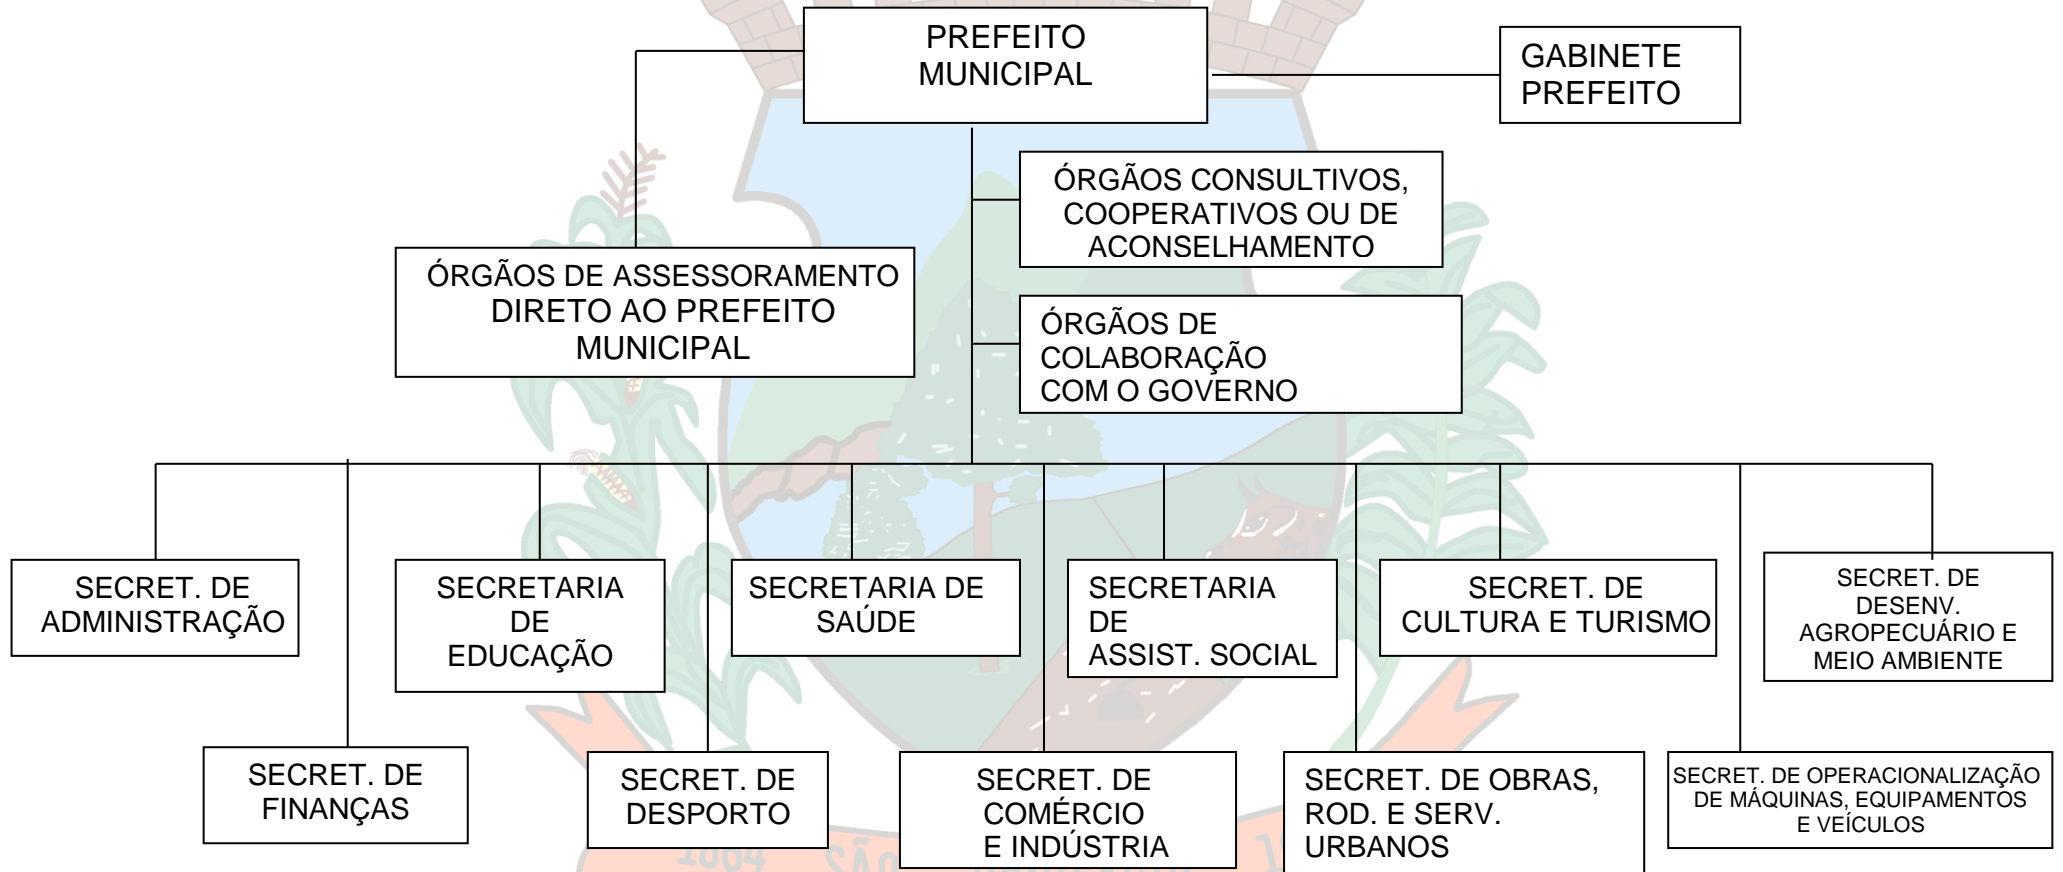 PREFEITO
MUNICIPAL
GABINETE
PREFEITO
ÓRGÃOS CONSULTIVOS,
COOPERATIVOS OU DE
ACONSELHAMENTO
ÓRGÃOS DE ASSESSORAMENTO
DIRETO AO PREFEITO
MUNICIPAL
ÓRGÃOS DE
COLABORAÇÃO
COM O GOVERNO
SECRET. DE
ADMINISTRAÇÃO
SECRETARIA
DE
EDUCAÇÃO
SECRETARIA DE
SAÚDE
SECRETARIA
DE
ASSIST. SOCIAL
SECRET. DE
CULTURA E TURISMO
SECRET. DE
DESENV.
AGROPECUÁRIO E
MEIO AMBIENTE
SECRET. DE
FINANÇAS
SECRET. DE
DESPORTO
SECRET. DE
COMÉRCIO
E INDÚSTRIA
SECRET. DE OBRAS,
ROD. E SERV.
URBANOS
SECRET. DE OPERACIONALIZAÇÃO
DE MÁQUINAS, EQUIPAMENTOS
E VEÍCULOS
SÃO